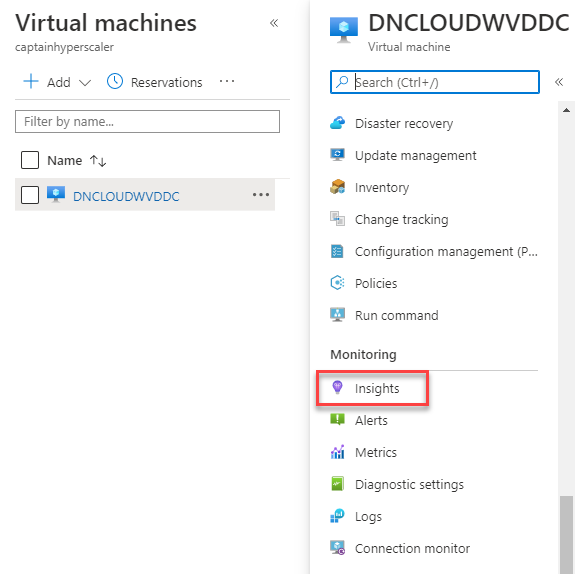 Virtual machines
captainhyperscaler
Add
Reservations
Filter by name...
Name
DNCLOUDWVDDC
DNCLOUDWVDDC
Virtual machine
Search (Ctrl+/)
Disaster recovery
Update management
Inventory
Change tracking
Configuration management (P...
Policies
Run command
Monitoring
Insights
Alerts
Metrics
Diagnostic settings
Logs
Connection monitor